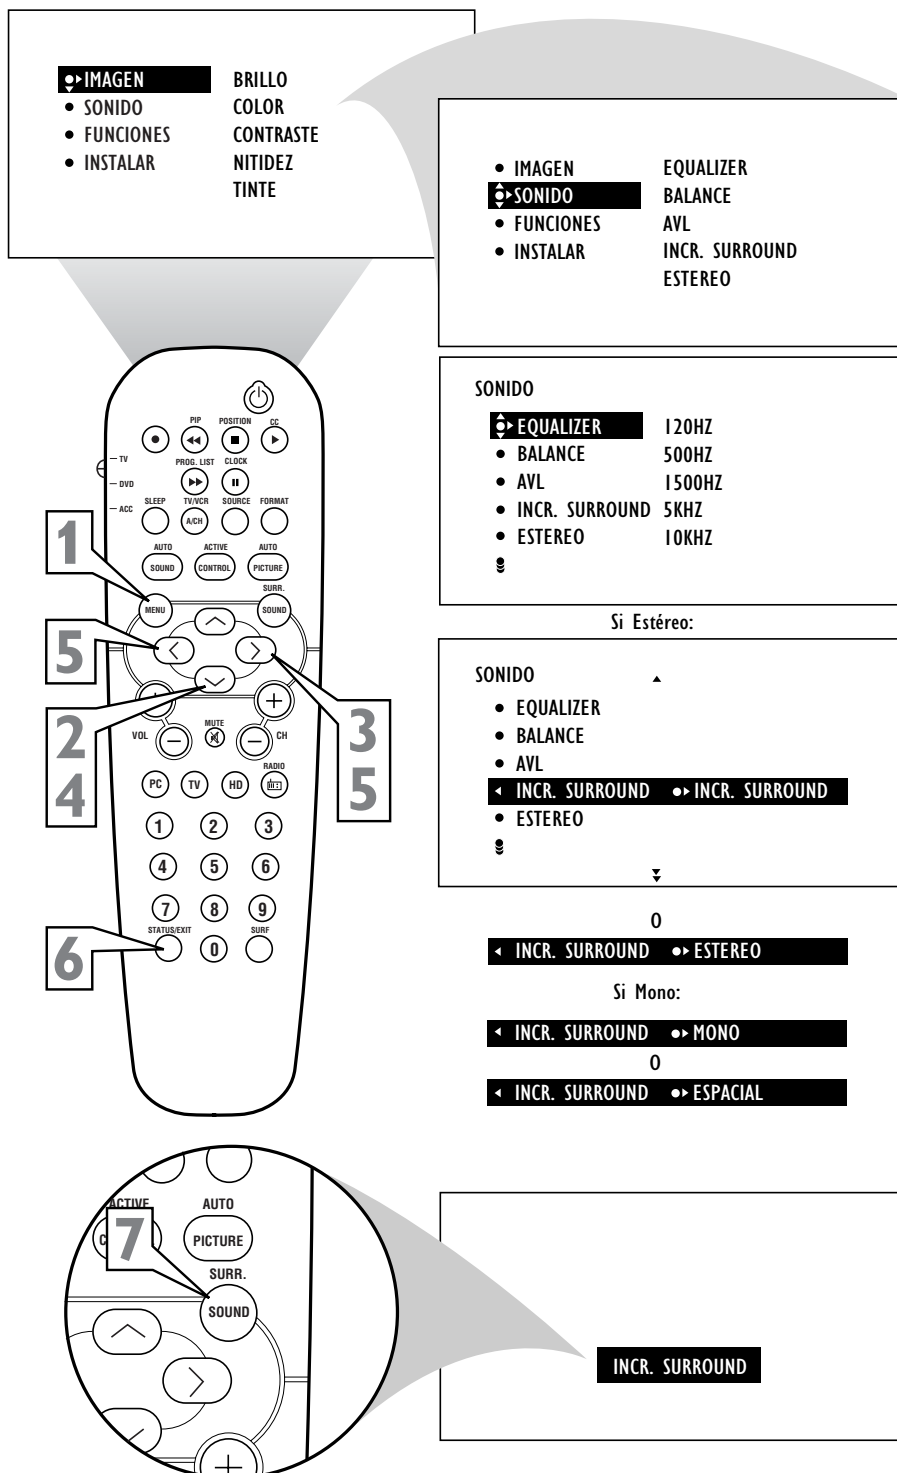 IMAGEN BRILLO
SONIDO COLOR
FUNCIONES CONTRASTE
INSTALAR NITIDEZ
TINTE
IMAGEN EQUALIZER
SONIDO BALANCE
FUNCIONES AVL
INSTALAR INCR. SURROUND
ESTEREO
SONIDO
EQUALIZER 120HZ
BALANCE 500HZ
AVL 1500HZ
INCR. SURROUND 5KHZ
ESTEREO 10KHZ
Si Estéreo:
SONIDO
EQUALIZER
BALANCE
AVL
INCR. SURROUND INCR. SURROUND
ESTEREO
O
INCR. SURROUND ESTEREO
Si Mono:
INCR. SURROUND MONO
O
INCR. SURROUND ESPACIAL
PIP POSITION CC
TV
PROG. LIST CLOCK
DVD
ACC
SLEEP TV/VCR SOURCE FORMAT
A/CH
AUTO ACTIVE AUTO
SOUND CONTROL PICTURE
SURR.
MENU SOUND
VOL MUTE CH
RADIO
PC TV HD
1 2 3
4 5 6
7 8 9
STATUS/EXIT SURF
0
1
5
2
4
3
5
6
ACTIVE AUTO
PICTURE
SURR.
SOUND
7
INCR. SURROUND